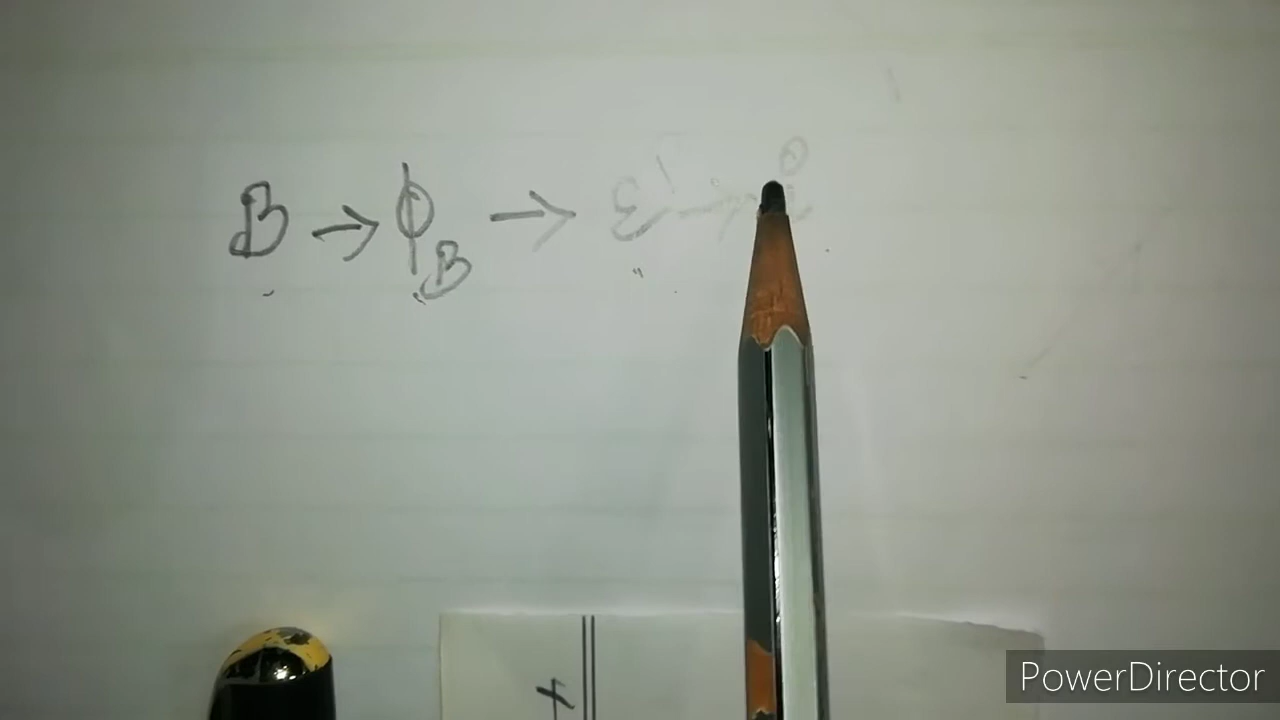 B → ϕ_B → ε → i
+
PowerDirector